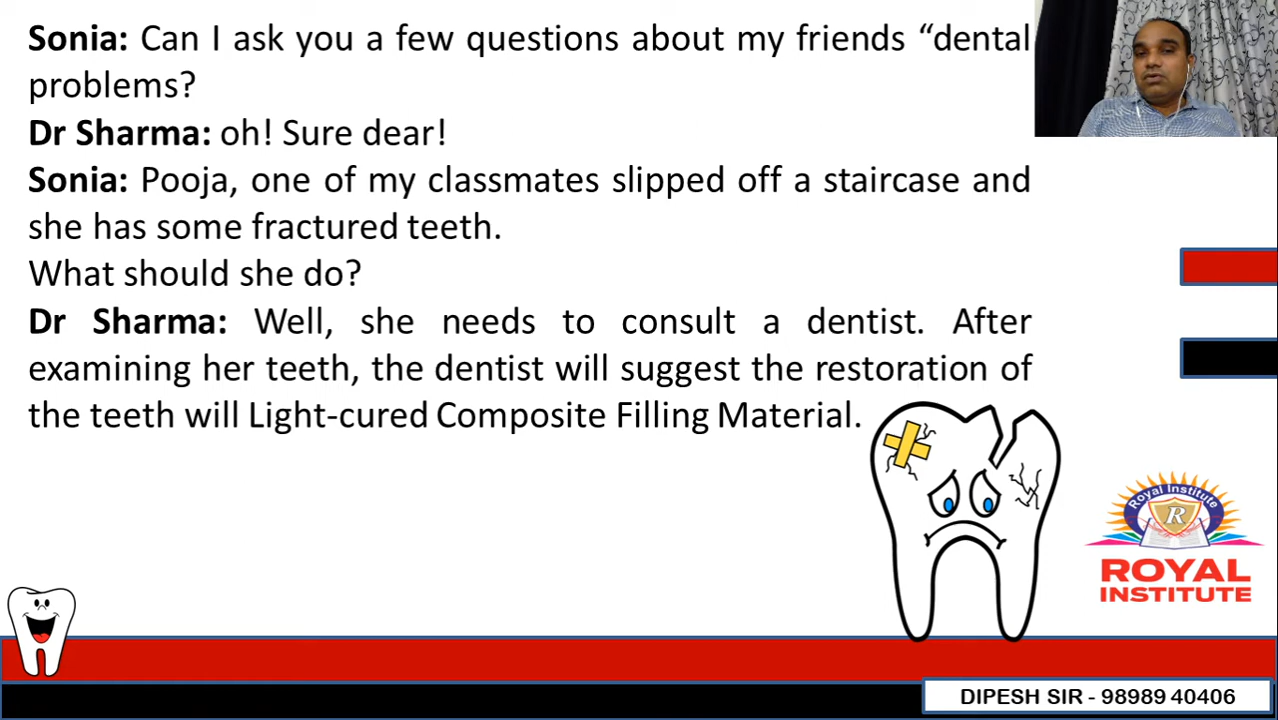 Sonia: Can I ask you a few questions about my friends “dental
problems?
Dr Sharma: oh! Sure dear!
Sonia: Pooja, one of my classmates slipped off a staircase and
she has some fractured teeth.
What should she do?
Dr Sharma: Well, she needs to consult a dentist. After
examining her teeth, the dentist will suggest the restoration of
the teeth will Light-cured Composite Filling Material.
Royal Institute
R
ROYAL
INSTITUTE
DIPESH SIR - 98989 40406